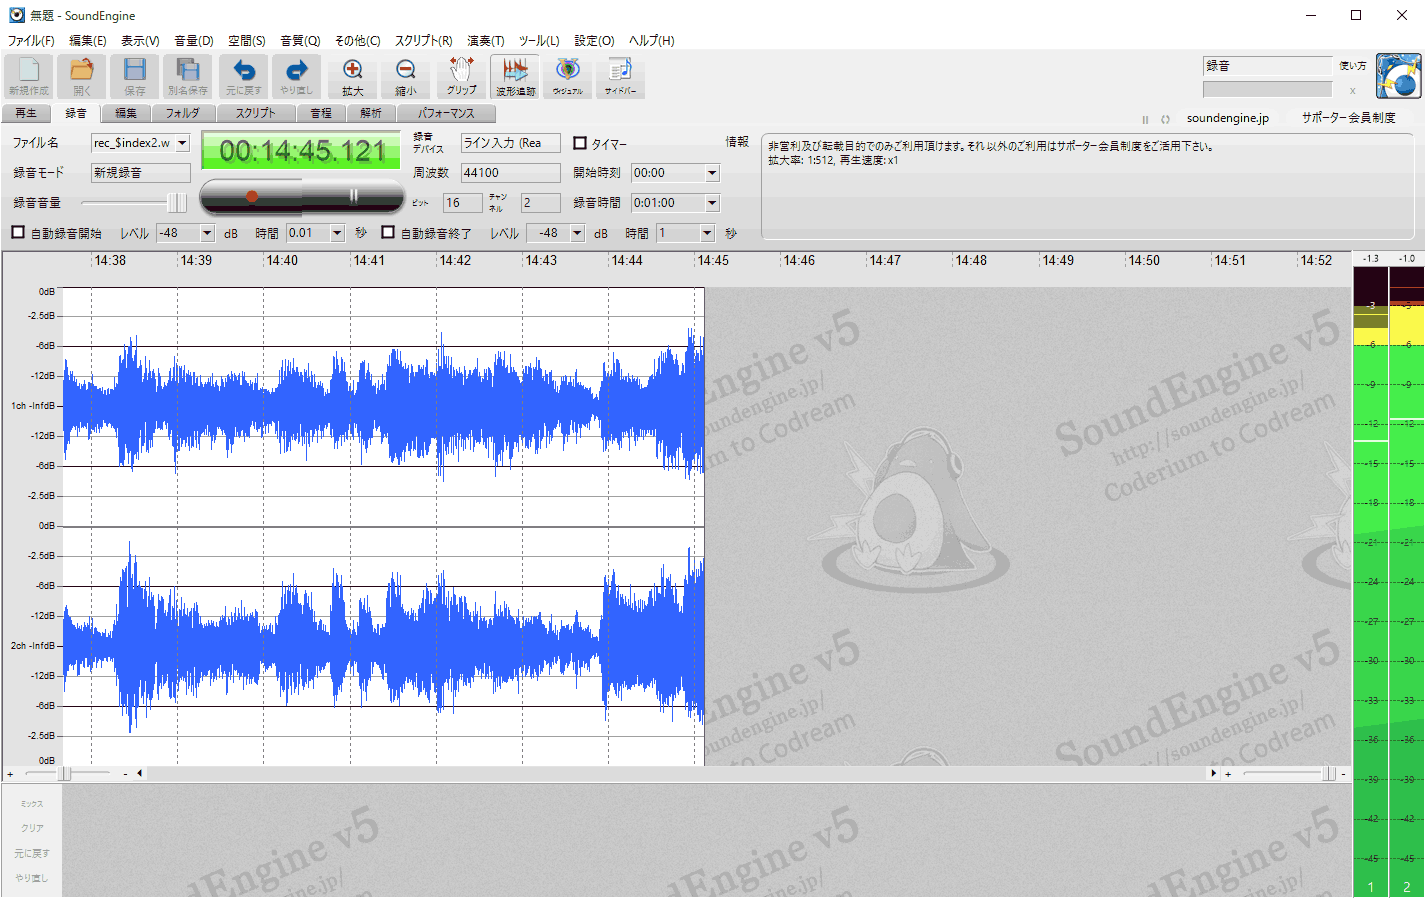 無題 - SoundEngine
ファイル(F) 編集(E) 表示(V) 音量(D) 空間(S) 音質(Q) その他(C) スクリプト(R) 演奏(T) ツール(L) 設定(O) ヘルプ(H)
新規作成 開く 保存 別名保存 元に戻す やり直し 拡大 縮小 グリップ 波形追跡 ヴィジュアル サイドバー
録音 使い方
x
再生 録音 編集 フォルダ スクリプト 音程 解析 パフォーマンス
soundengine.jp サポーター会員制度
ファイル名 rec_$index2.w 00:14:45.121 録音デバイス ライン入力 (Rea タイマー 情報
非営利及び転載目的でのみご利用頂けます。それ以外のご利用はサポーター会員制度をご活用下さい。
拡大率: 1:512, 再生速度: x1
録音モード 新規録音 周波数 44100 開始時刻 00:00
録音音量 ビット 16 チャンネル 2 録音時間 0:01:00
自動録音開始 レベル -48 dB 時間 0.01 秒 自動録音終了 レベル -48 dB 時間 1 秒
14:38 14:39 14:40 14:41 14:42 14:43 14:44 14:45 14:46 14:47 14:48 14:49 14:50 14:51 14:52
-1.3 -1.0
0dB
-2.5dB
-6dB
-12dB
1ch -InfdB
-12dB
-6dB
-2.5dB
0dB
-2.5dB
-6dB
-12dB
2ch -InfdB
-12dB
-6dB
-2.5dB
0dB
SoundEngine v5
http://soundengine.jp/
Coderium to Codream
-3 -3
-6 -6
-9 -9
-12 -12
-15 -15
-18 -18
-21 -21
-24 -24
-27 -27
-30 -30
-33 -33
-36 -36
-39 -39
-42 -42
-45 -45
1 2
+ - + -
ミックス
クリア
元に戻す
やり直し